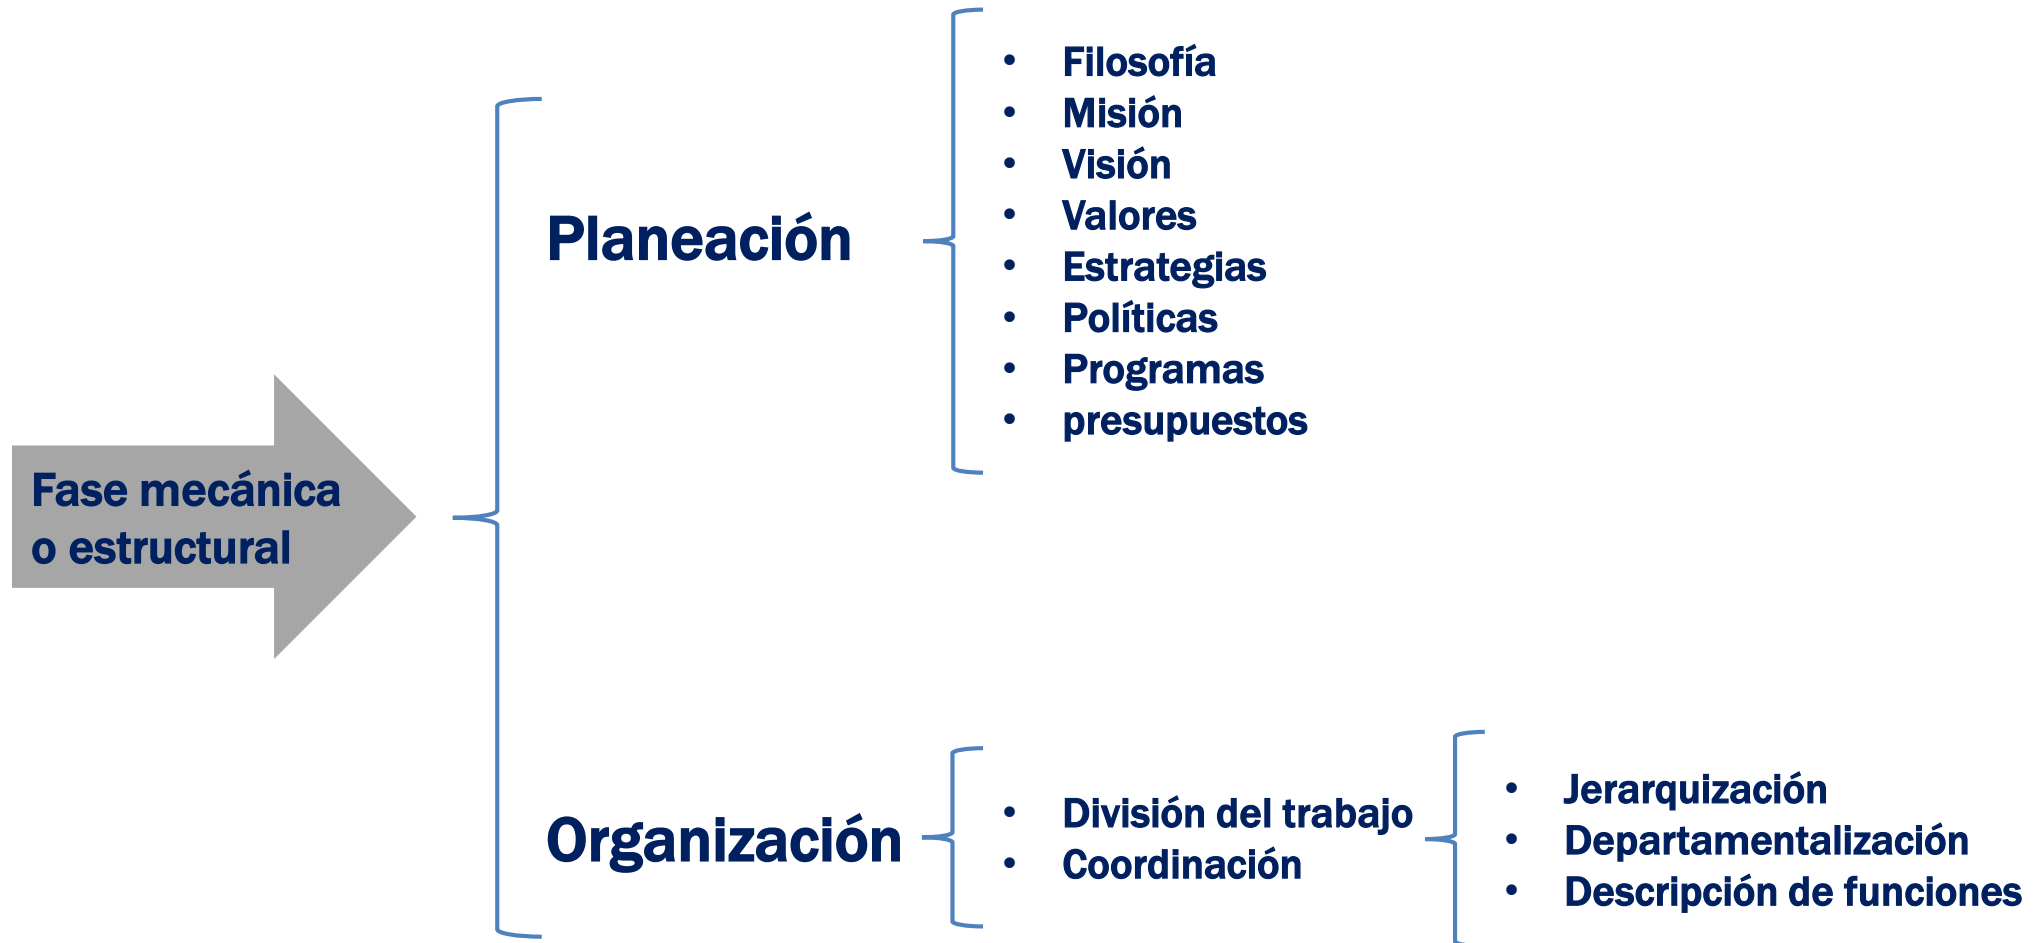 Fase mecánica
o estructural
Planeación
• Filosofía
• Misión
• Visión
• Valores
• Estrategias
• Políticas
• Programas
• presupuestos
Organización
• División del trabajo
• Coordinación
• Jerarquización
• Departamentalización
• Descripción de funciones